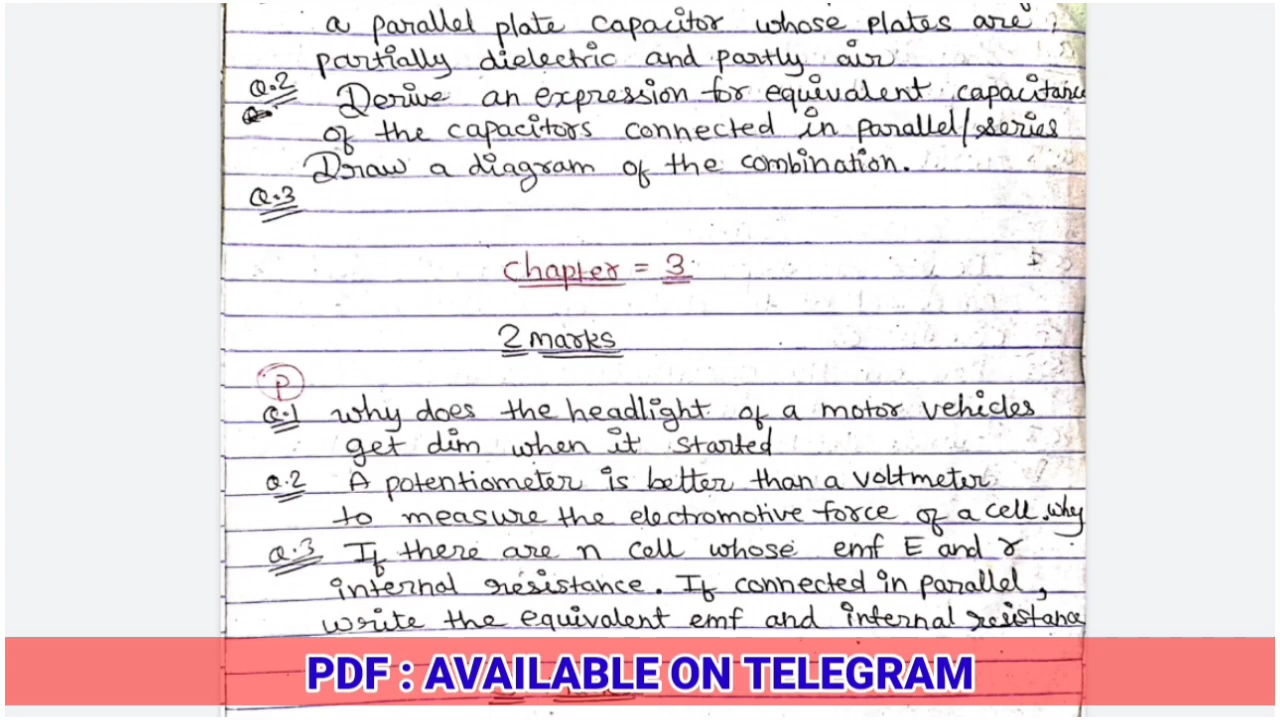 a parallel plate capacitor whose plates are
partially dielectric and partly air
Q.2 Derive an expression for equivalent capacitance
of the capacitors connected in parallel/series
Draw a diagram of the combination.
Q.3
Chapter = 3
2 marks
P
Q.1 why does the headlight of a motor vehicles
get dim when it started
Q.2 A potentiometer is better than a voltmeter
to measure the electromotive force of a cell. why
Q.3 If there are n cell whose emf E and r
internal resistance. If connected in parallel,
write the equivalent emf and internal resistance
PDF : AVAILABLE ON TELEGRAM